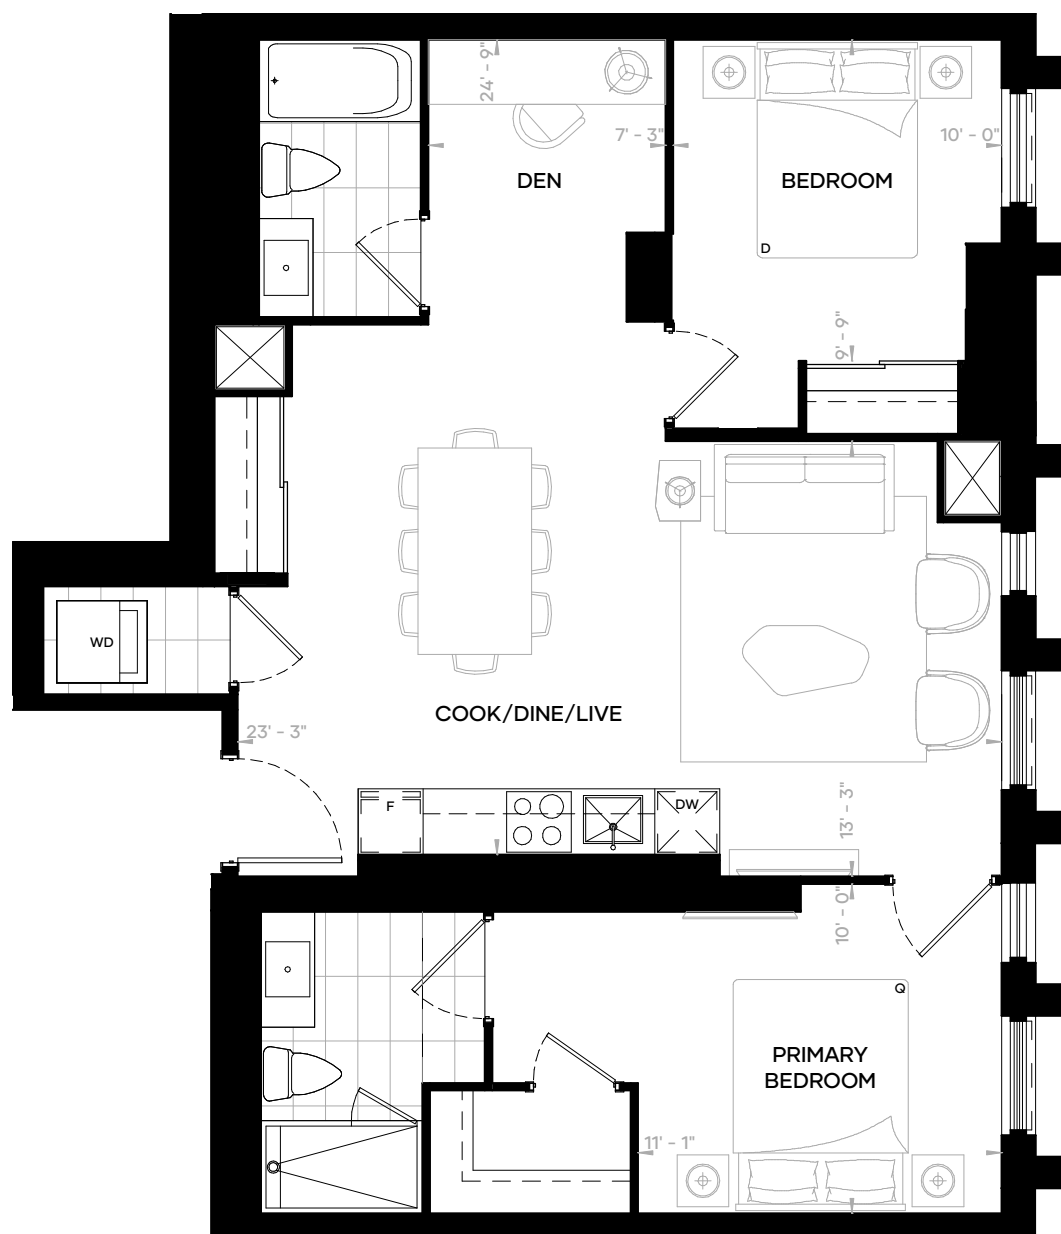 24' - 9"
7' - 3"
10' - 0"
DEN
BEDROOM
D
9' - 9"
WD
COOK/DINE/LIVE
23' - 3"
F
DW
13' - 3"
10' - 0"
Q
PRIMARY
BEDROOM
11' - 1"